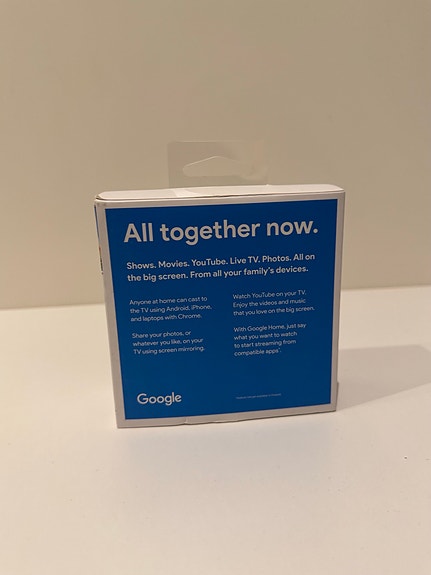 All together now.
Shows. Movies. YouTube. Live TV. Photos. All on
the big screen. From all your family's devices.
Anyone at home can cast to
the TV using Android, iPhone,
and laptops with Chrome.
Share your photos, or
whatever you like, on your
TV using screen mirroring.
Watch YouTube on your TV.
Enjoy the videos and music
that you love on the big screen.
With Google Home, just say
what you want to watch
to start streaming from
compatible apps*.
Google